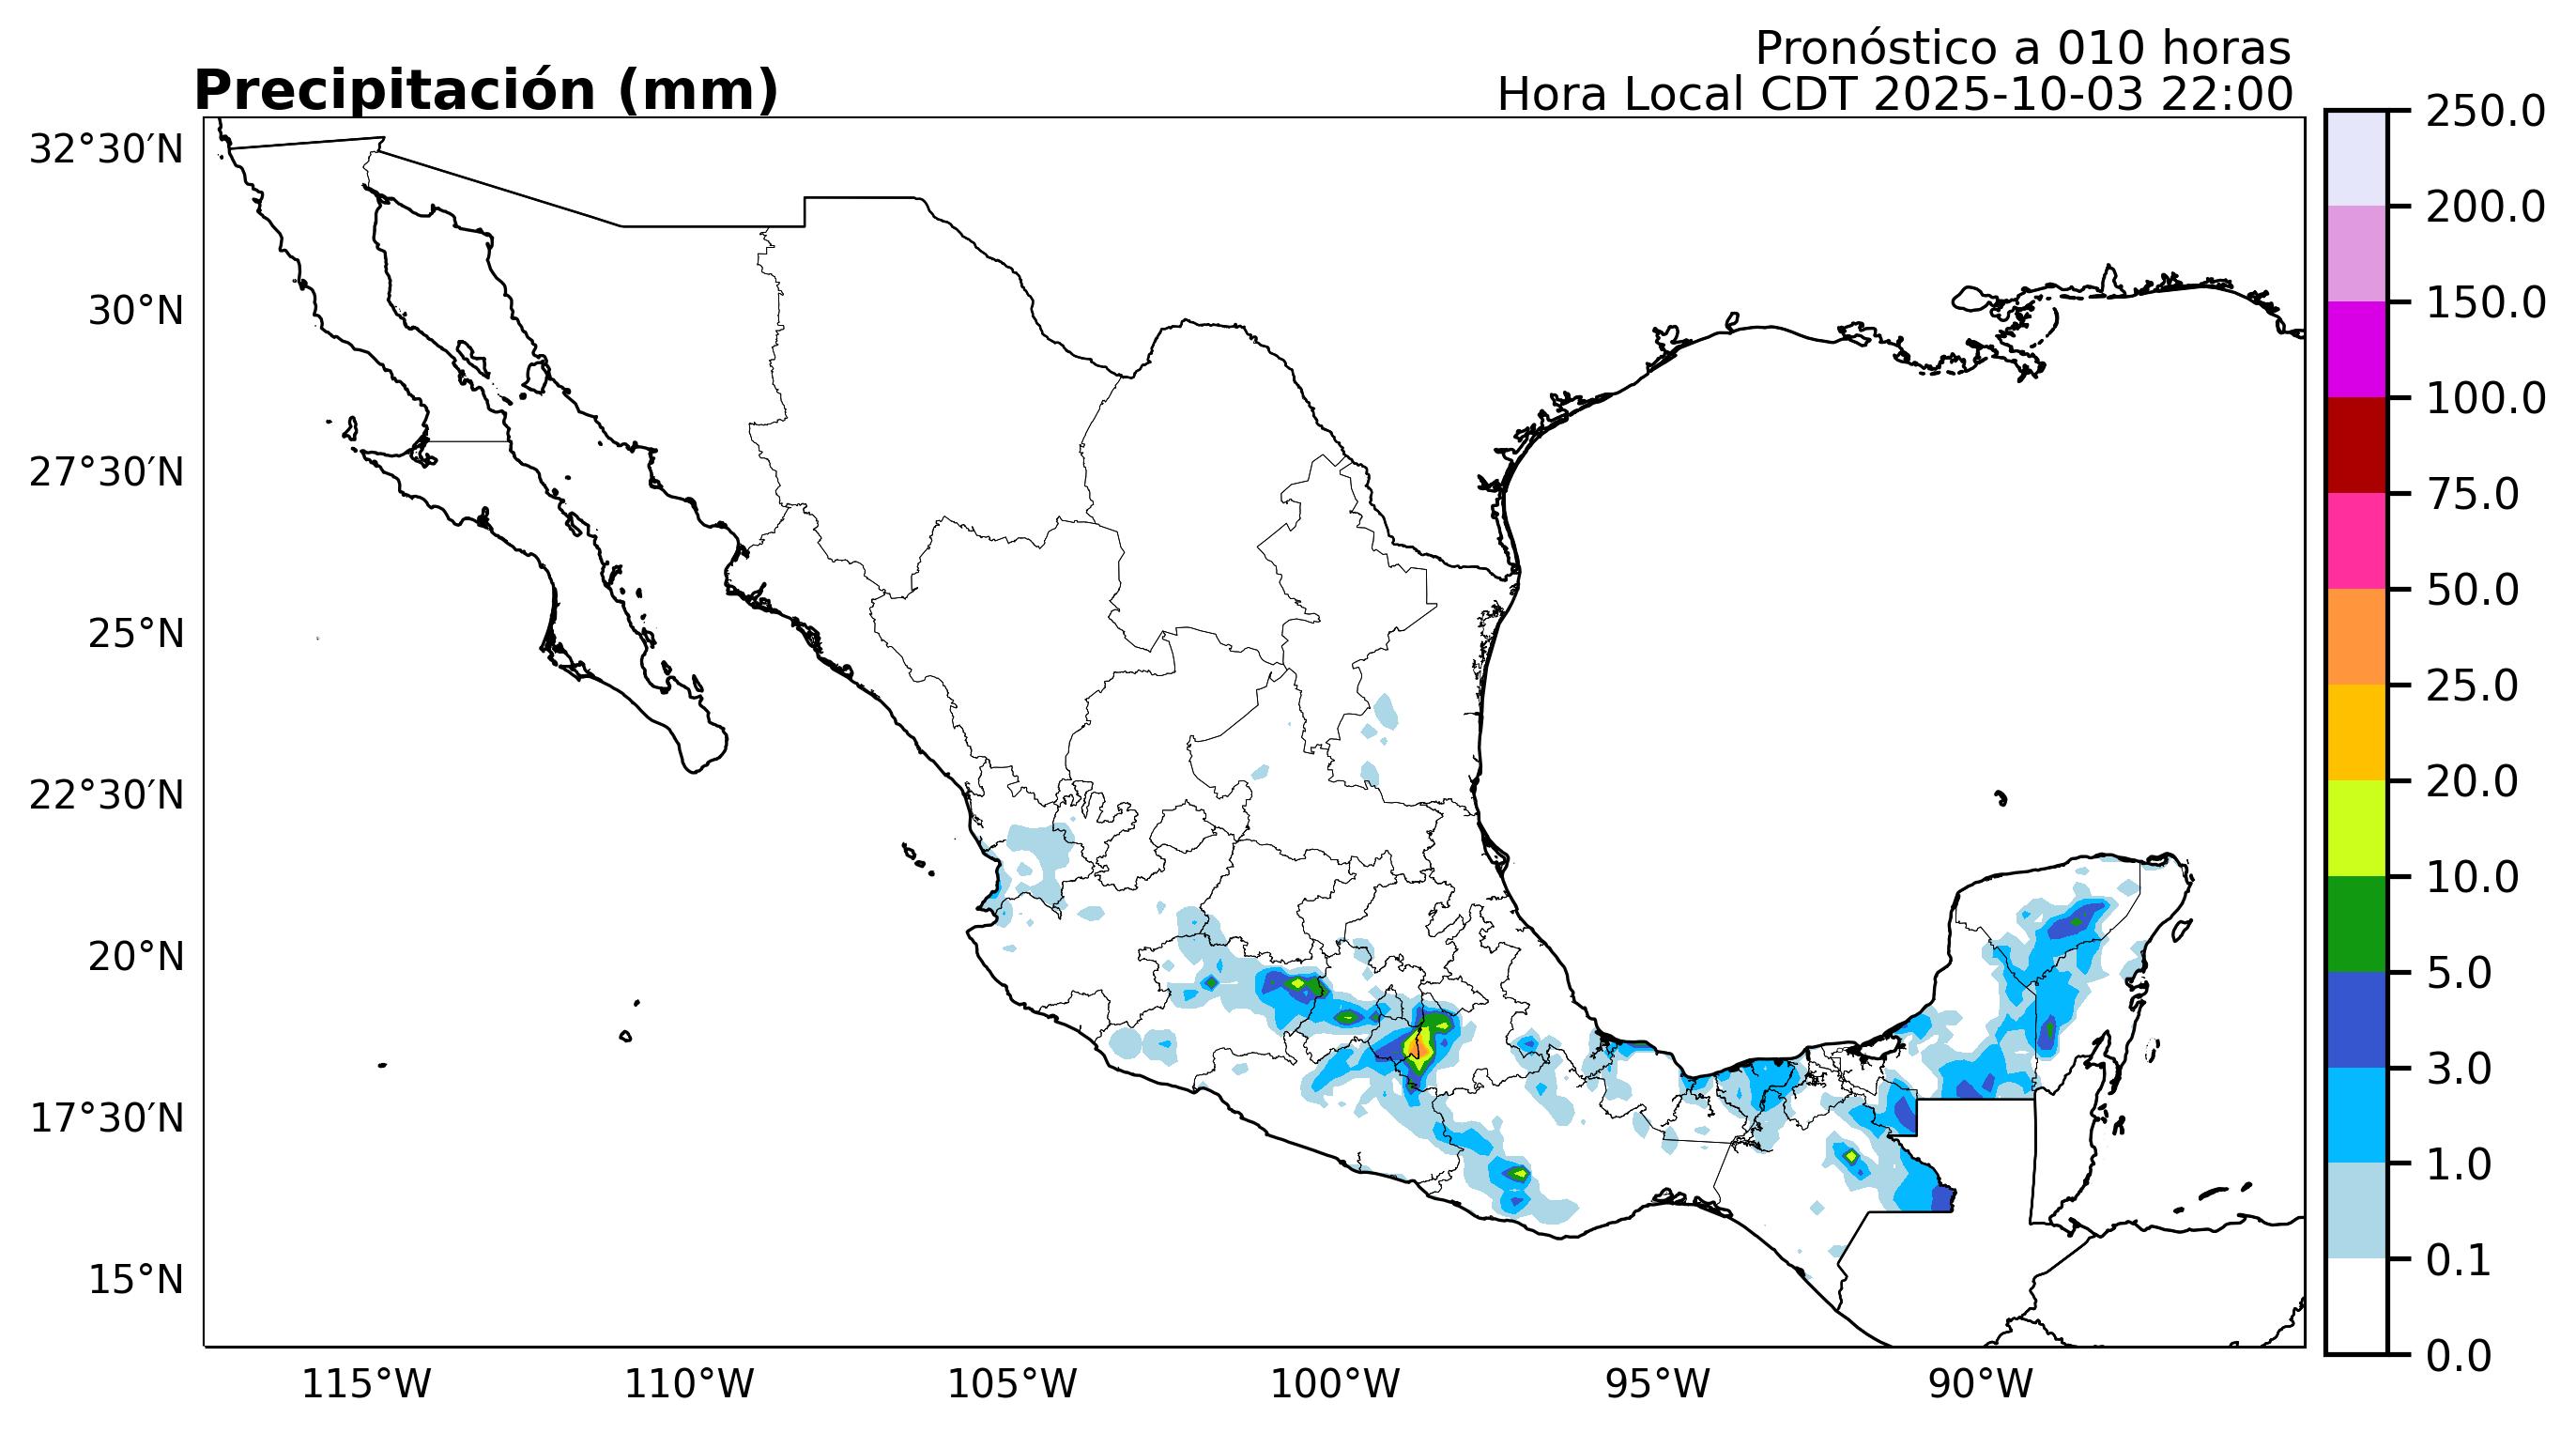 Pronóstico a 010 horas
Precipitación (mm)
Hora Local CDT 2025-10-03 22:00
32°30′N
30°N
27°30′N
25°N
22°30′N
20°N
17°30′N
15°N
115°W
110°W
105°W
100°W
95°W
90°W
250.0
200.0
150.0
100.0
75.0
50.0
25.0
20.0
10.0
5.0
3.0
1.0
0.1
0.0